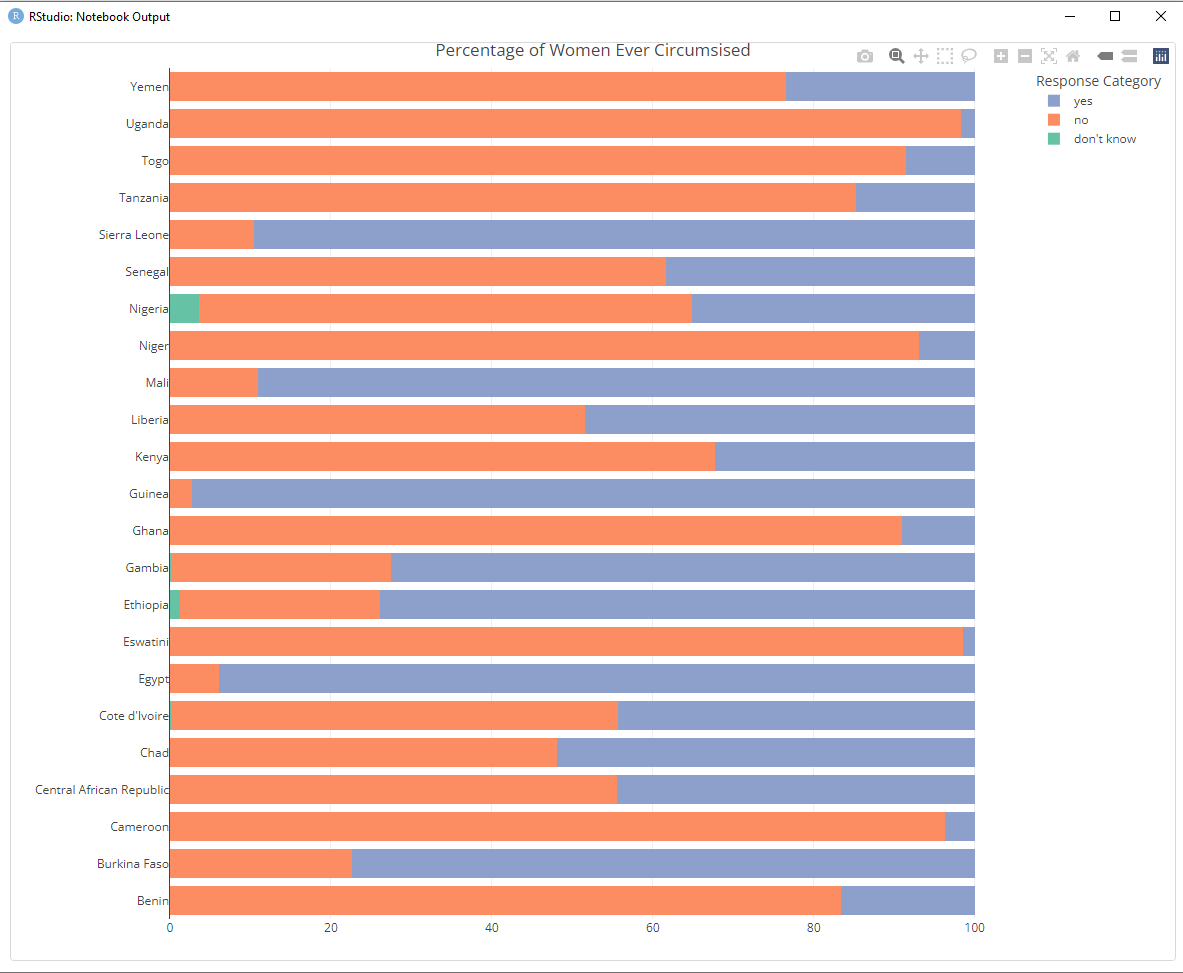 R RStudio: Notebook Output
Percentage of Women Ever Circumsised
Response Category
yes
no
don't know
Yemen
Uganda
Togo
Tanzania
Sierra Leone
Senegal
Nigeria
Niger
Mali
Liberia
Kenya
Guinea
Ghana
Gambia
Ethiopia
Eswatini
Egypt
Cote d'Ivoire
Chad
Central African Republic
Cameroon
Burkina Faso
Benin
0 20 40 60 80 100